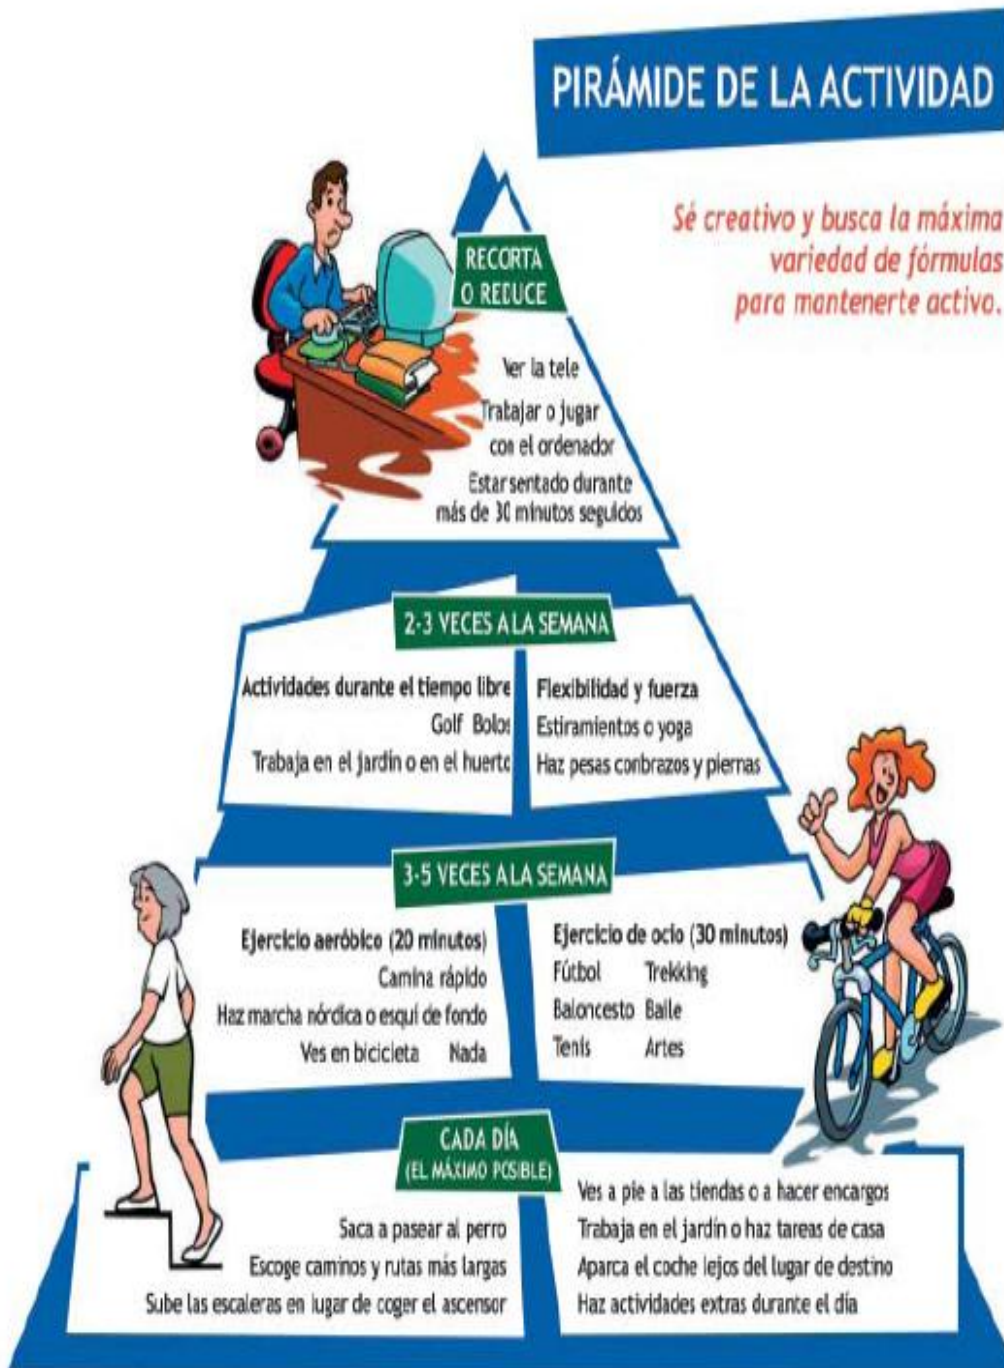 PIRÁMIDE DE LA ACTIVIDAD
Sé creativo y busca la máxima
variedad de fórmulas
para mantenerte activo.
RECORTA
O REDUCE
Ver la tele
Trabajar o jugar
con el ordenador
Estar sentado durante
más de 30 minutos seguidos
2-3 VECES A LA SEMANA
Actividades durante el tiempo libre
Golf Bolos
Trabaja en el jardín o en el huerto
Flexibilidad y fuerza
Estiramientos o yoga
Haz pesas conbrazos y piernas
3-5 VECES A LA SEMANA
Ejercicio aeróbico (20 minutos)
Camina rápido
Haz marcha nórdica o esquí de fondo
Ves en bicicleta Nada
Ejercicio de ocio (30 minutos)
Fútbol Trekking
Baloncesto Baile
Tenis Artes
CADA DÍA
(EL MÁXIMO POSIBLE)
Saca a pasear al perro
Escoge caminos y rutas más largas
Sube las escaleras en lugar de coger el ascensor
Ves a pie a las tiendas o a hacer encargos
Trabaja en el jardín o haz tareas de casa
Aparca el coche lejos del lugar de destino
Haz actividades extras durante el día